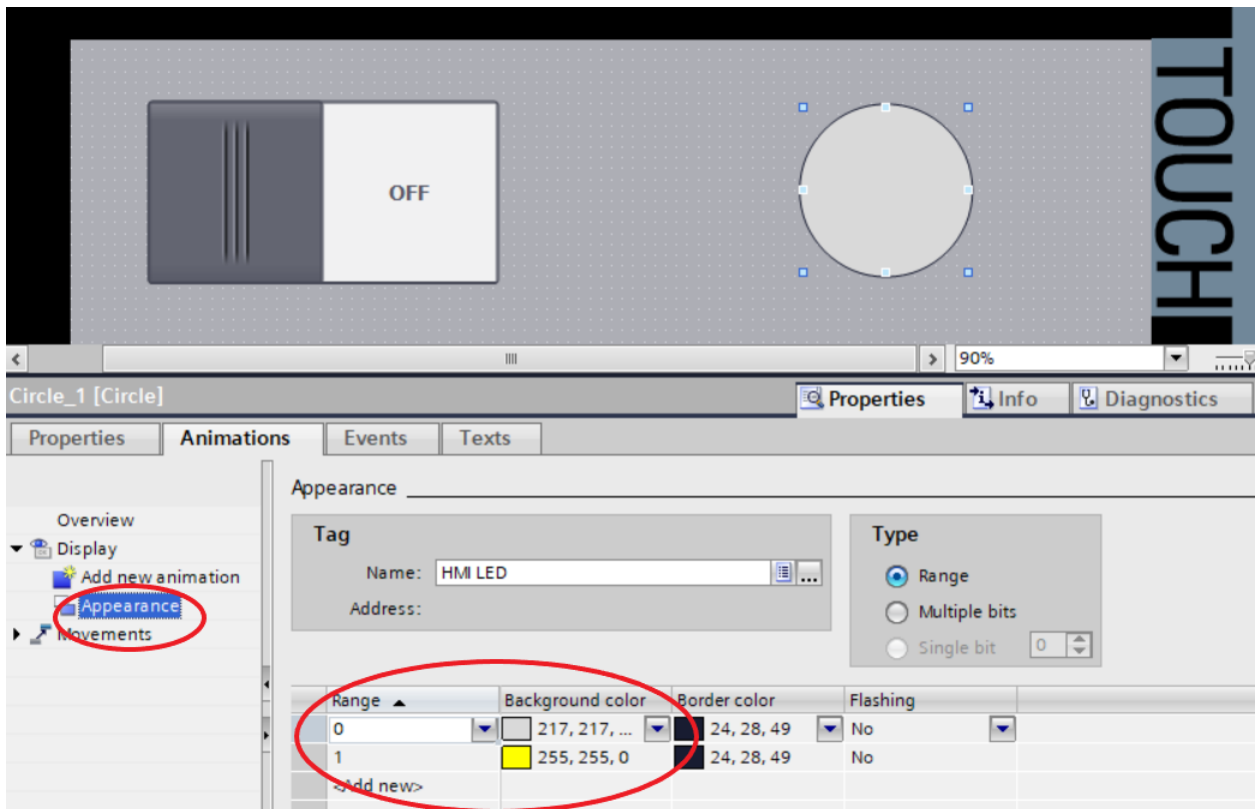 TOUCH
OFF
90%
Circle_1 [Circle]
Properties
Info
Diagnostics
Properties
Animations
Events
Texts
Appearance
Overview
Display
Add new animation
Appearance
Movements
Tag
Name: HMI LED
Address:
Type
Range
Multiple bits
Single bit 0
Range Background color Border color Flashing
0 217, 217, ... 24, 28, 49 No
1 255, 255, 0 24, 28, 49 No
<Add new>